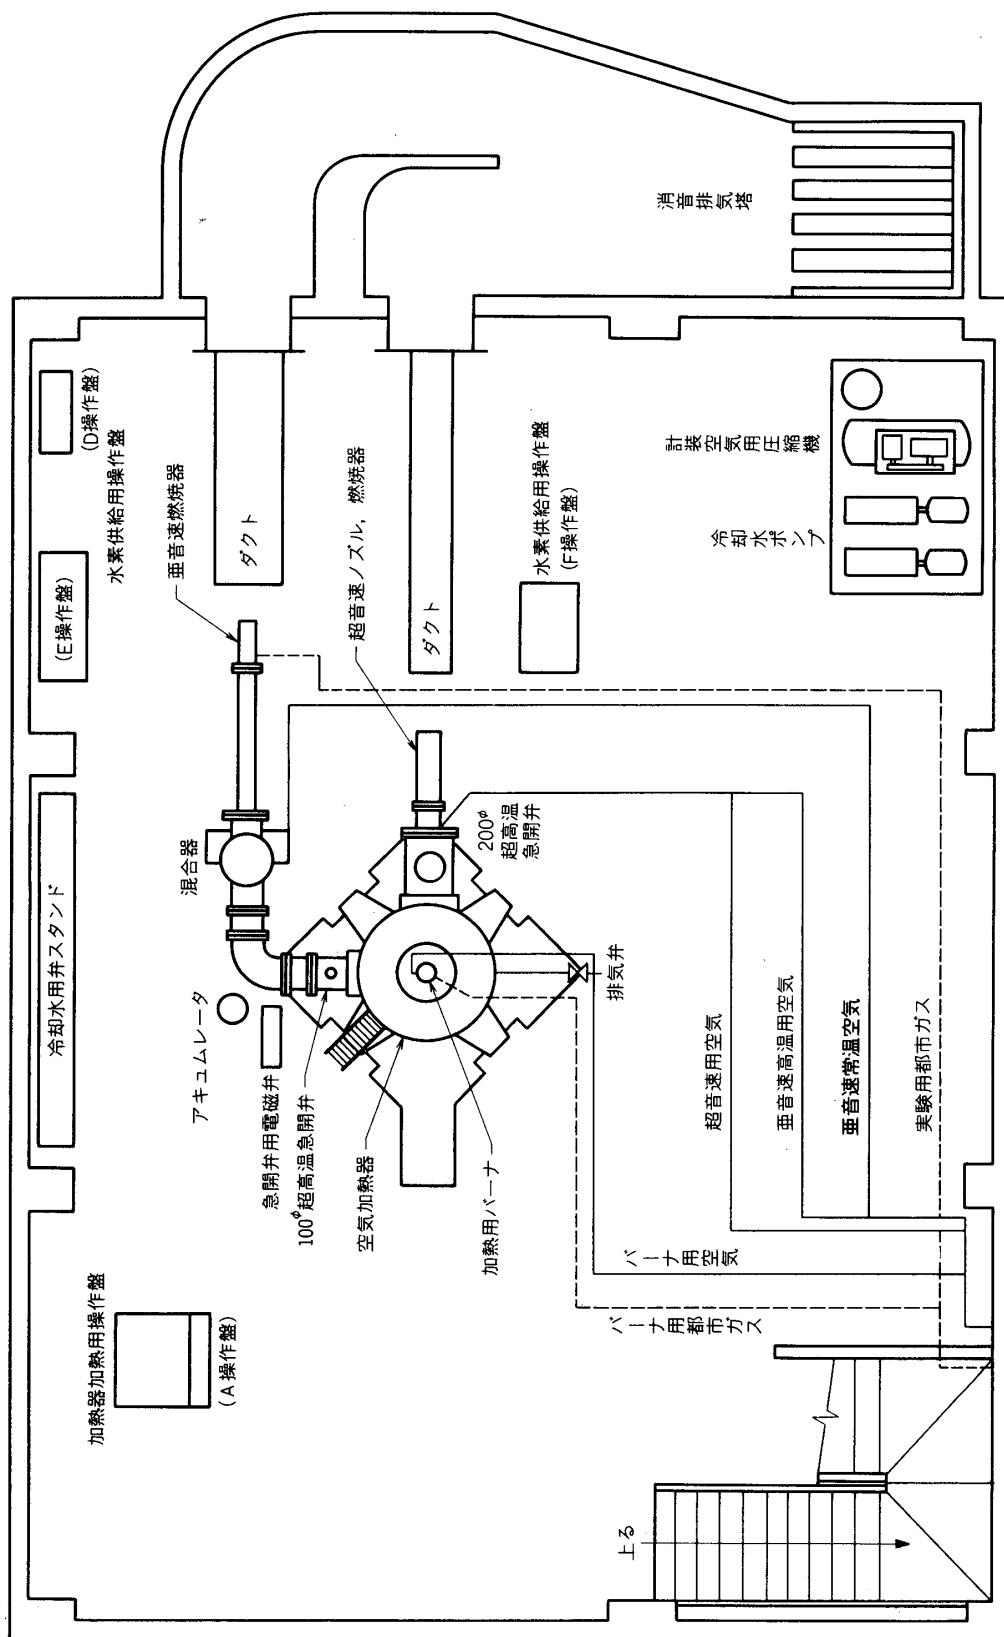 加熱器加熱用操作盤
(A操作盤)
冷却水用弁スタンド
(E操作盤)
水素供給用操作盤
(D操作盤)
アキュムレータ
混合器
亜音速燃焼器
ダクト
急開弁用電磁弁
100φ超高温急開弁
空気加熱器
加熱用バーナ
200φ
超高温
急開弁
超音速ノズル，燃焼器
ダクト
水素供給用操作盤
(F操作盤)
排気弁
消音排気塔
計装空気用圧縮機
冷却水ポンプ
バーナ用空気
バーナ用都市ガス
超音速用空気
亜音速高温用空気
亜音速常温空気
実験用都市ガス
上る